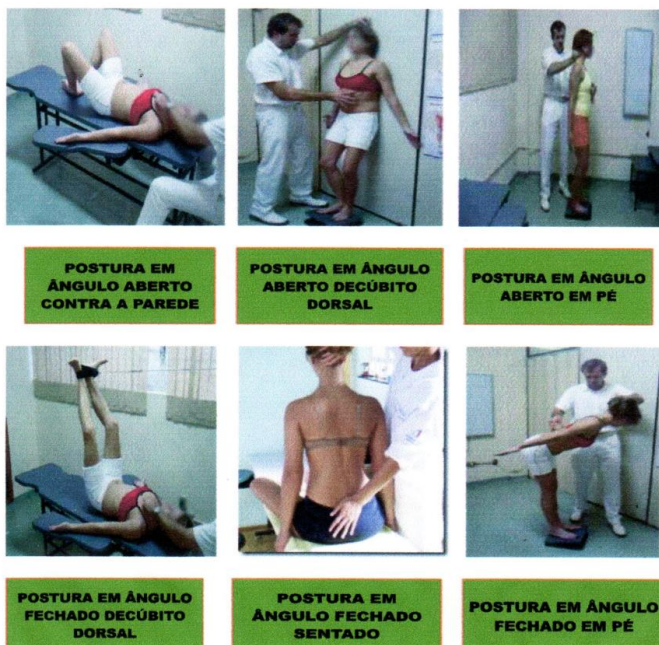 POSTURA EM
ÂNGULO ABERTO
CONTRA A PAREDE
POSTURA EM ÂNGULO
ABERTO DECÚBITO
DORSAL
POSTURA EM ÂNGULO
ABERTO EM PÉ
POSTURA EM ÂNGULO
FECHADO DECÚBITO
DORSAL
POSTURA EM
ÂNGULO FECHADO
SENTADO
POSTURA EM ÂNGULO
FECHADO EM PÉ